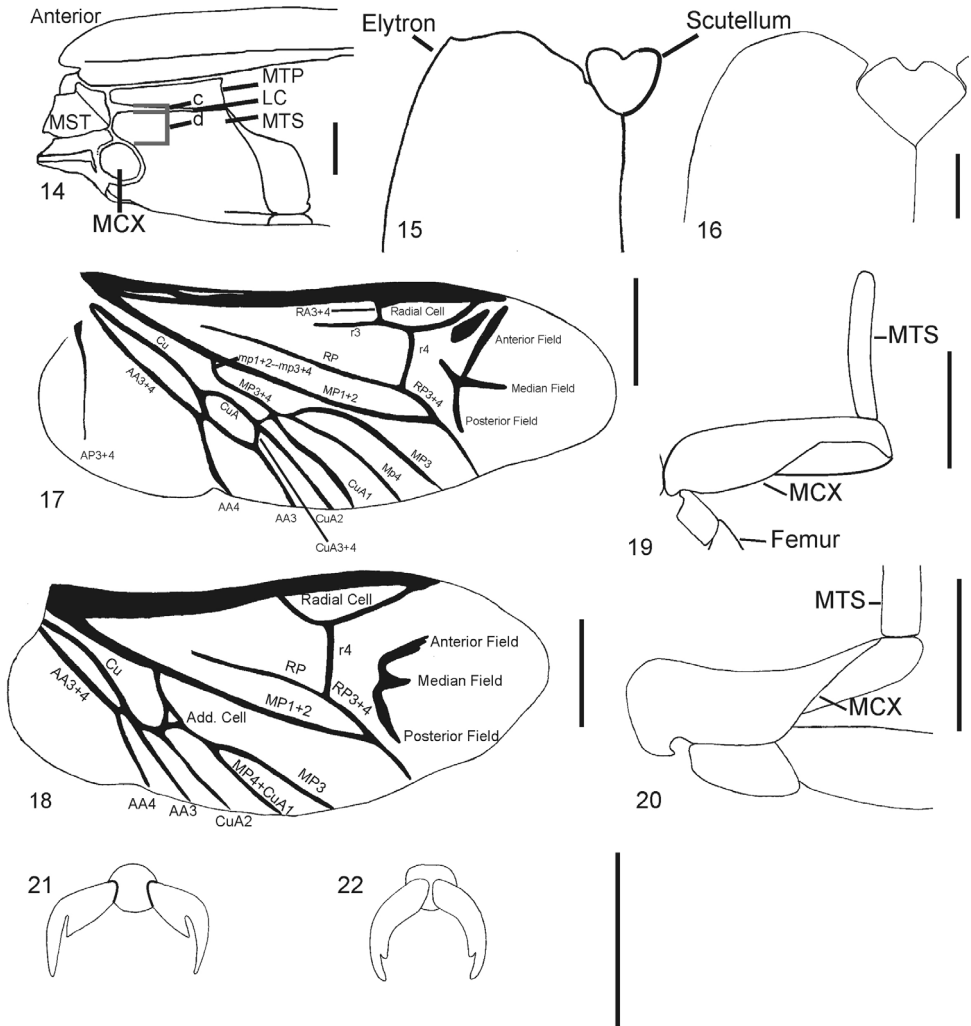 Anterior
MTP
c
LC
d
MTS
MST
14
MCX
Elytron
Scutellum
15
16
RA3+4
Radial Cell
r3
Anterior Field
Cu
r4
RP
mp1+2--mp3+4
AA3+4
MP3+4
MP1+2
RP3+4
Median Field
CuA
Posterior Field
AP3+4
MP3
Mp4
CuA1
17
AA4
AA3
CuA2
CuA3+4
MTS
MCX
19
Femur
Radial Cell
r4
Anterior Field
Cu
RP
AA3+4
MP1+2
RP3+4
Median Field
Add. Cell
Posterior Field
MP3
MP4+CuA1
18
AA4
AA3
CuA2
MTS
MCX
20
21
22